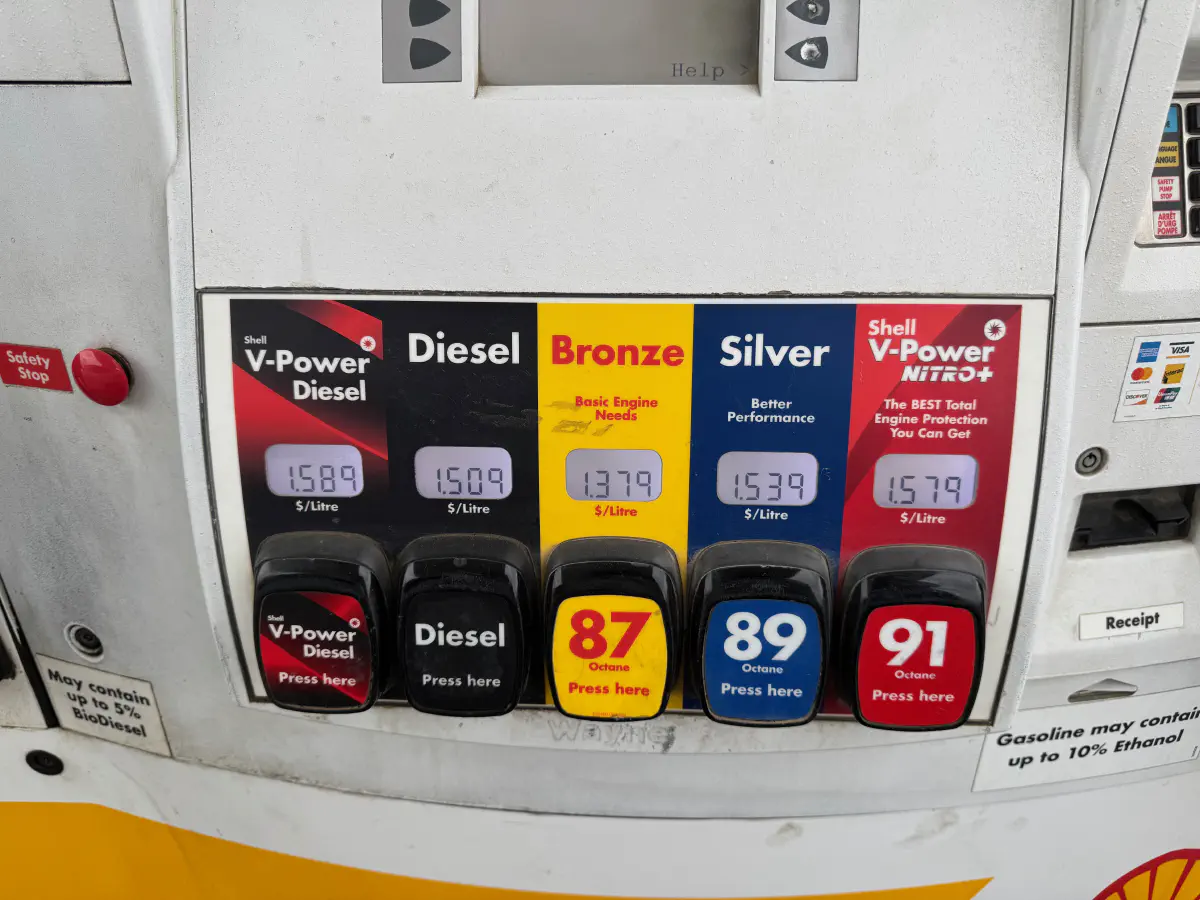 Help >
Shell
V-Power
Diesel
1.589
$/Litre
Diesel
1.509
$/Litre
Bronze
Basic Engine
Needs
1.379
$/Litre
Silver
Better
Performance
1.539
$/Litre
Shell
V-Power
NiTRO+
The BEST Total
Engine Protection
You Can Get
1.579
$/Litre
Safety
Stop
Shell
V-Power
Diesel
Press here
Diesel
Press here
87
Octane
Press here
89
Octane
Press here
91
Octane
Press here
Wayne
May contain
up to 5%
BioDiesel
SAFETY
PUMP
STOP
ARRÊT
D'URG
POMPE
VISA
DISCOVER
Receipt
Gasoline may contain
up to 10% Ethanol